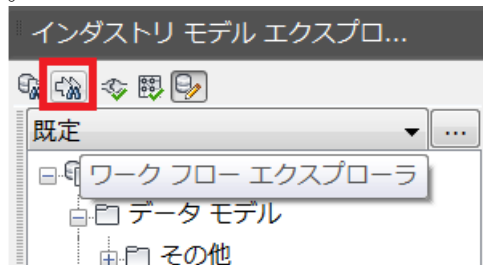 インダストリ モデル エクスプロ...
既定
...
ワーク フロー エクスプローラ
データ モデル
その他